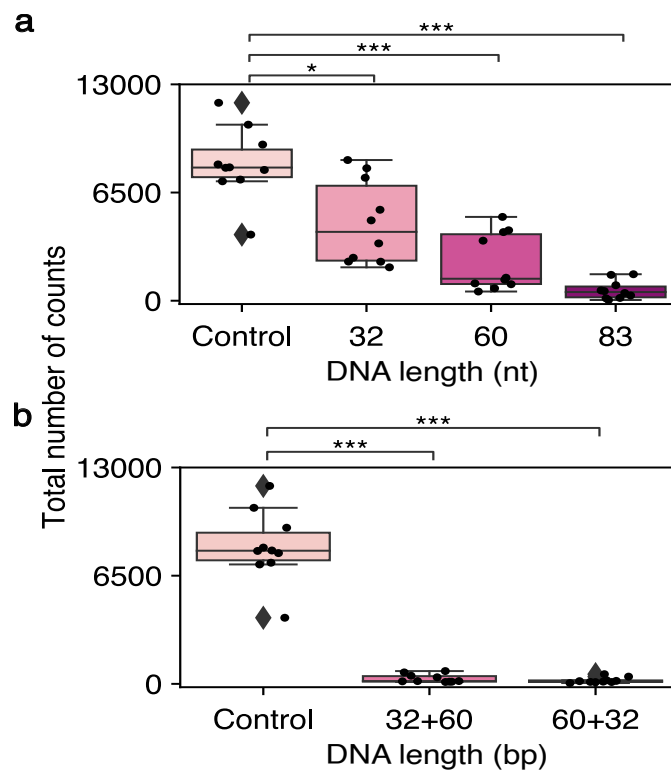 a
***
***
*
13000
6500
0
Control 32 60 83
DNA length (nt)
Total number of counts
b
***
***
13000
6500
0
Control 32+60 60+32
DNA length (bp)